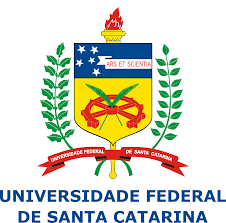 ARS ET SCIENTIA
UNIVERSIDADE FEDERAL DE SANTA CATARINA
UNIVERSIDADE FEDERAL
DE SANTA CATARINA